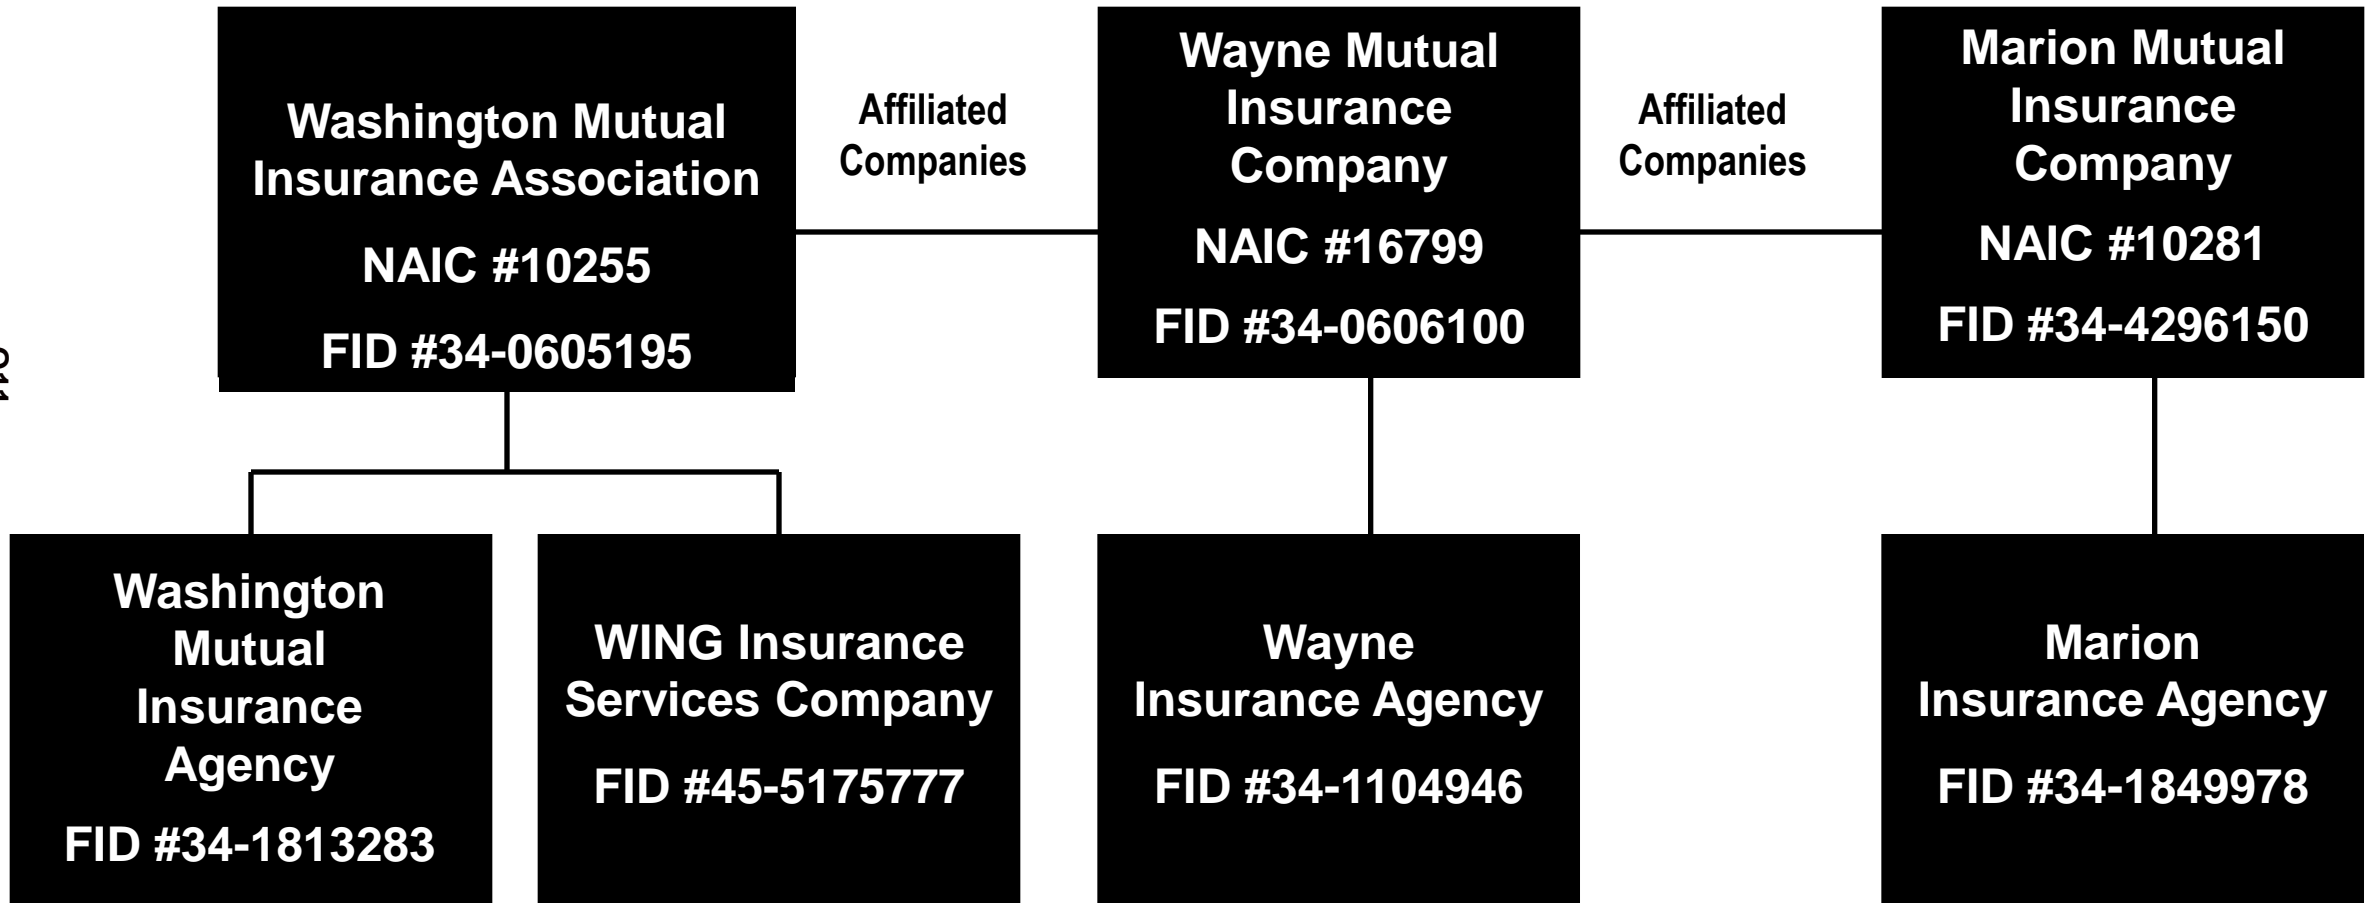 Washington Mutual
Insurance Association
NAIC #10255
FID #34-0605195
Affiliated
Companies
Wayne Mutual
Insurance
Company
NAIC #16799
FID #34-0606100
Affiliated
Companies
Marion Mutual
Insurance
Company
NAIC #10281
FID #34-4296150
Washington
Mutual
Insurance
Agency
FID #34-1813283
WING Insurance
Services Company
FID #45-5175777
Wayne
Insurance Agency
FID #34-1104946
Marion
Insurance Agency
FID #34-1849978